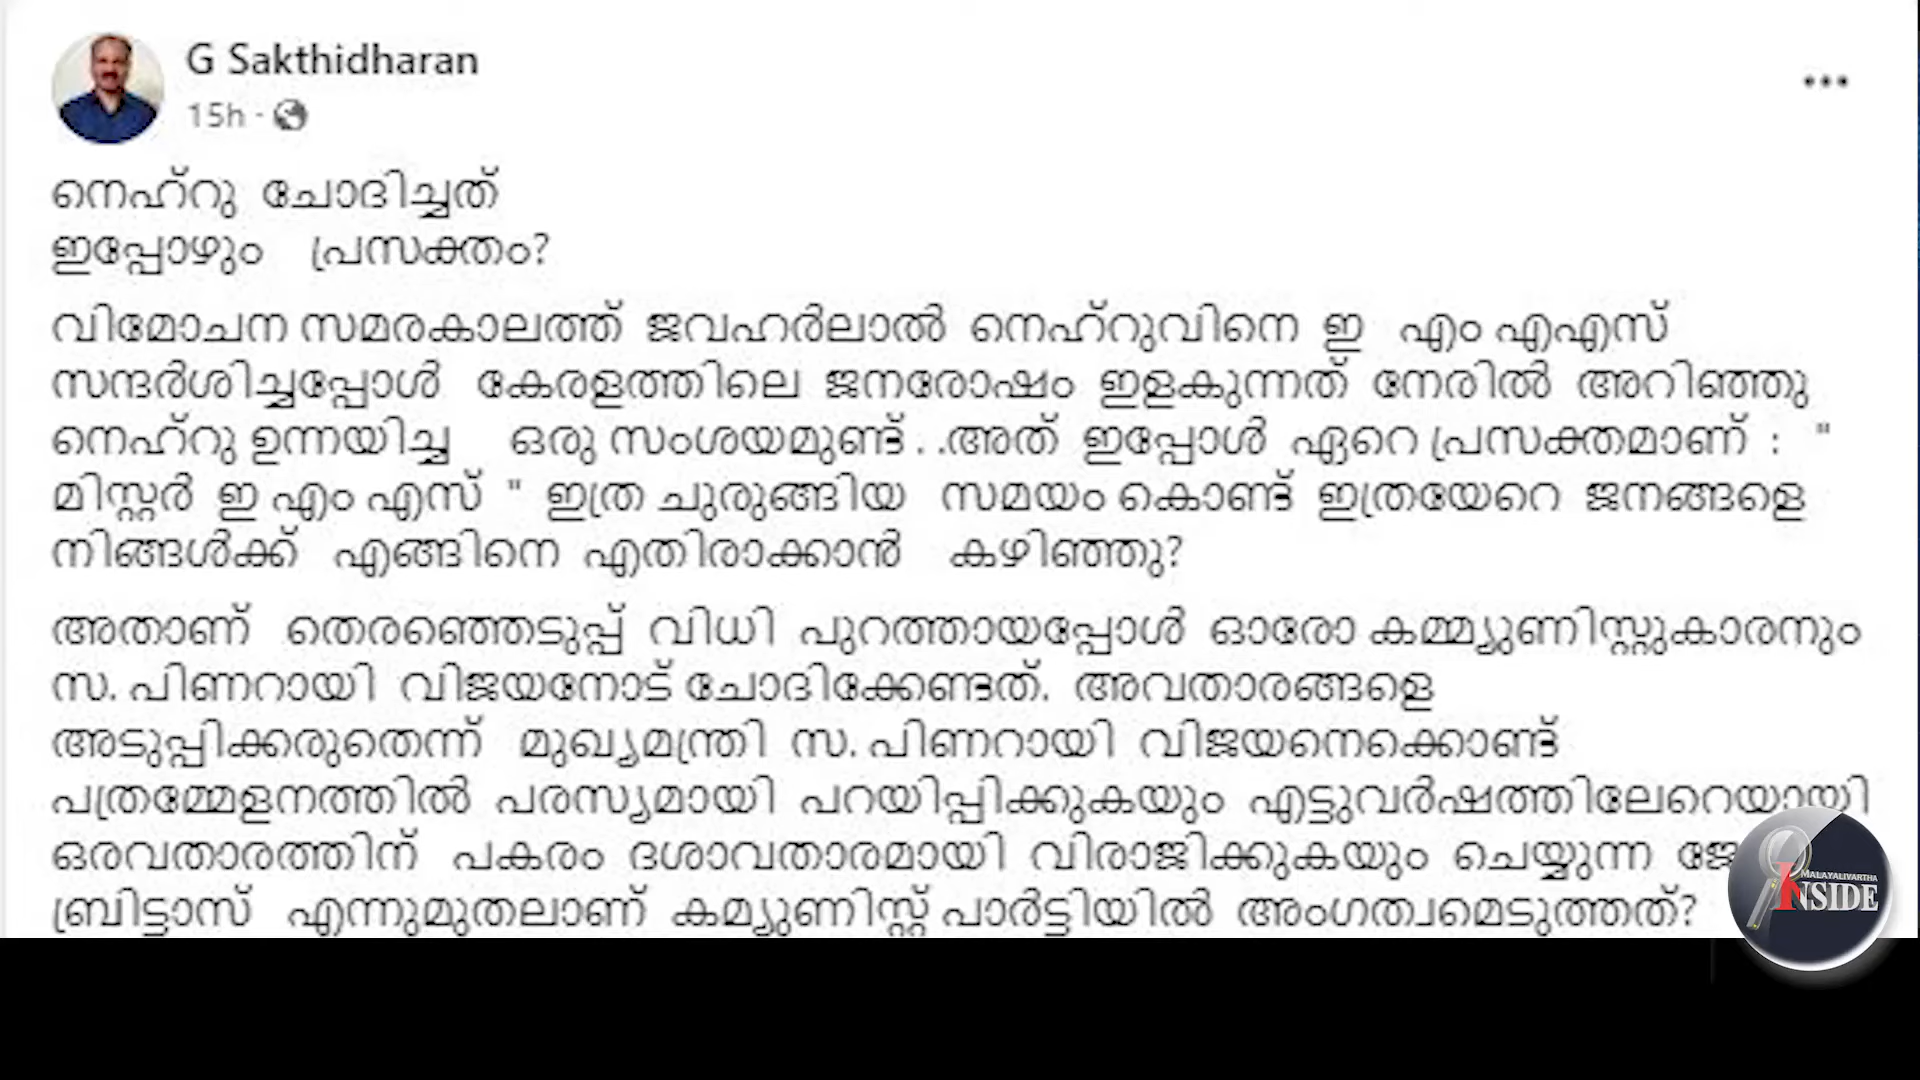 G Sakthidharan
15h ·
നെഹ്റു ചോദിച്ചത്
ഇപ്പോഴും പ്രസക്തം?
വിമോചന സമരകാലത്ത് ജവഹർലാൽ നെഹ്റുവിനെ ഇ എം എഎസ്
സന്ദർശിച്ചപ്പോൾ കേരളത്തിലെ ജനരോഷം ഇളകുന്നത് നേരിൽ അറിഞ്ഞു
നെഹ്റു ഉന്നയിച്ച ഒരു സംശയമുണ്ട് . .അത് ഇപ്പോൾ ഏറെ പ്രസക്തമാണ് : "
മിസ്റ്റർ ഇ എം എസ് " ഇത്ര ചുരുങ്ങിയ സമയം കൊണ്ട് ഇത്രയേറെ ജനങ്ങളെ
നിങ്ങൾക്ക് എങ്ങിനെ എതിരാക്കാൻ കഴിഞ്ഞു?
അതാണ് തെരഞ്ഞെടുപ്പ് വിധി പുറത്തായപ്പോൾ ഓരോ കമ്മ്യുണിസ്റ്റുകാരനും
സ. പിണറായി വിജയനോട് ചോദിക്കേണ്ടത്. അവതാരങ്ങളെ
അടുപ്പിക്കരുതെന്ന് മുഖ്യമന്ത്രി സ. പിണറായി വിജയനെക്കൊണ്ട്
പത്രമ്മേളനത്തിൽ പരസ്യമായി പറയിപ്പിക്കുകയും എട്ടുവർഷത്തിലേറെയായി
ഒരവതാരത്തിന് പകരം ദശാവതാരമായി വിരാജിക്കുകയും ചെയ്യുന്ന
ബ്രിട്ടാസ് എന്നുമുതലാണ് കമ്യുണിസ്റ്റ് പാർട്ടിയിൽ അംഗത്വമെടുത്തത്?
MALAYALIVARTHA
INSIDE